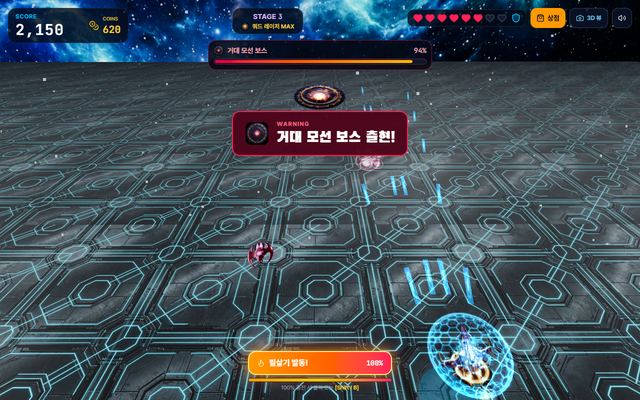 SCORE
2,150
COINS
620
STAGE 3
쿼드 레이저 MAX
상점
3D 뷰
거대 모선 보스
94%
WARNING
거대 모선 보스 출현!
필살기 발동!
100%